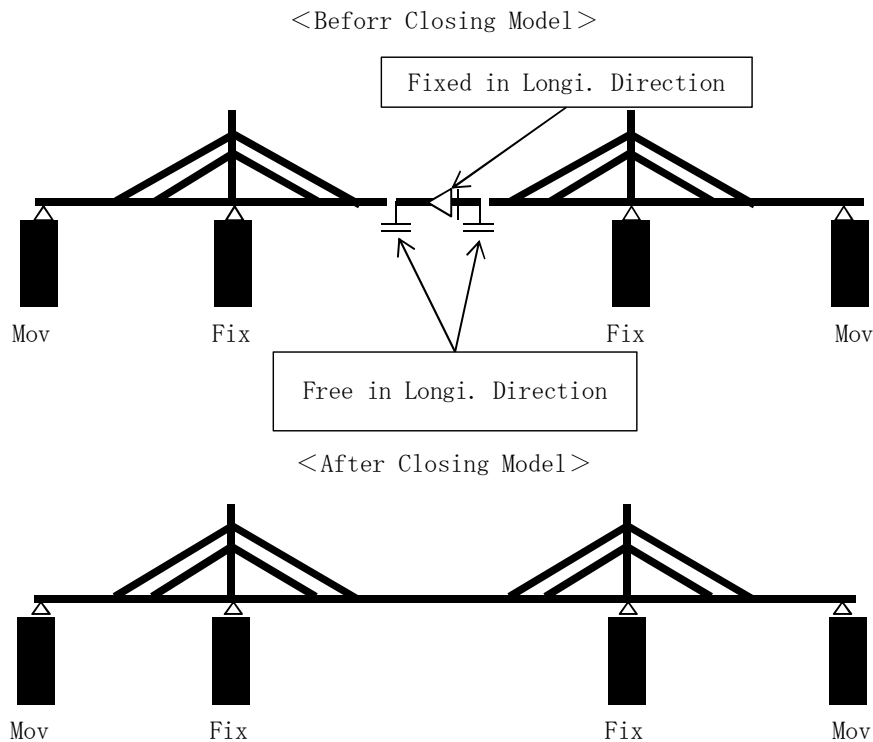 ＜Beforr Closing Model＞
Fixed in Longi. Direction
Mov Fix Fix Mov
Free in Longi. Direction
＜After Closing Model＞
Mov Fix Fix Mov